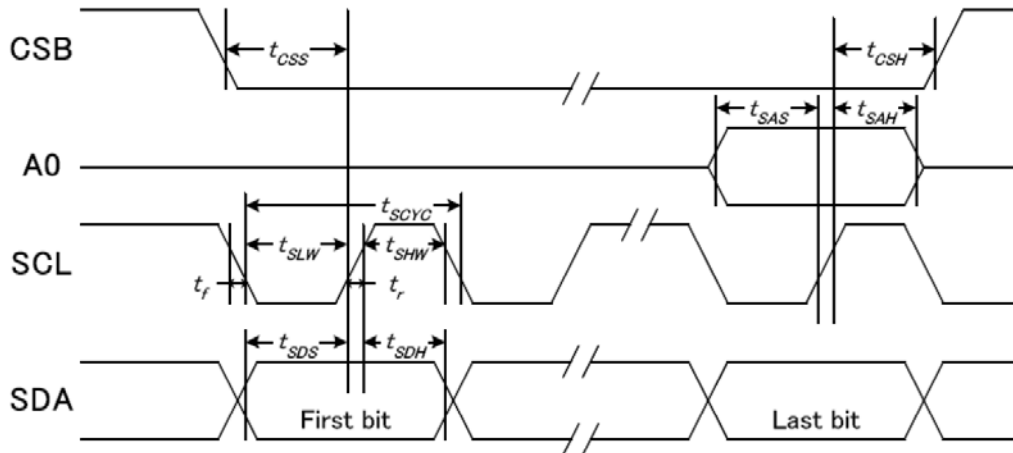 CSB
tCSS
tCSH
tSAS
tSAH
A0
tSCYC
SCL
tSLW
tSHW
tf
tr
tSDS
tSDH
SDA
First bit
Last bit